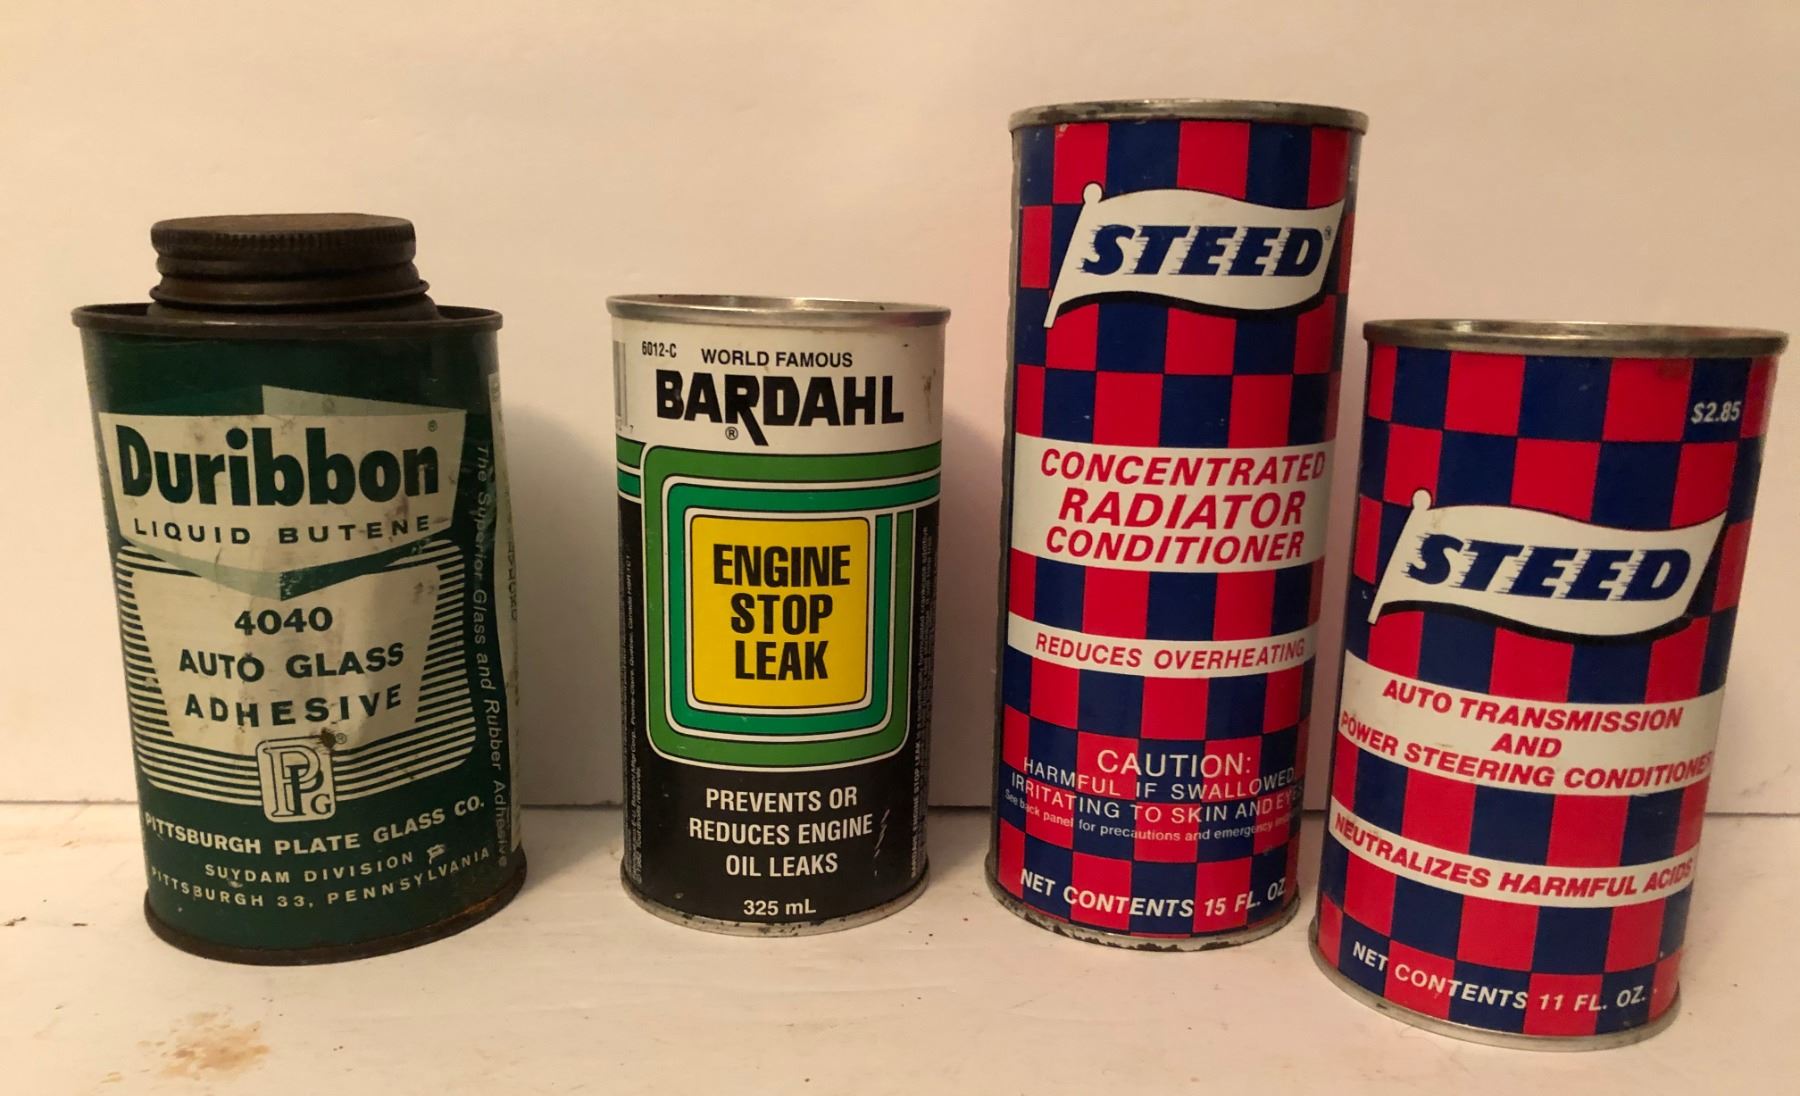 Duribbon®
LIQUID BUTENE
4040
AUTO GLASS
ADHESIVE
PPG®
PITTSBURGH PLATE GLASS CO.
SUYDAM DIVISION
PITTSBURGH 33, PENNSYLVANIA
The Superior Glass and Rubber Adhesive
6012-C
WORLD FAMOUS
BARDAHL
®
ENGINE
STOP
LEAK
PREVENTS OR
REDUCES ENGINE
OIL LEAKS
325 mL
STEED®
CONCENTRATED
RADIATOR
CONDITIONER
REDUCES OVERHEATING
CAUTION:
HARMFUL IF SWALLOWED
IRRITATING TO SKIN AND EYES
See back panel for precautions and emergency
NET CONTENTS 15 FL. OZ.
$2.85
STEED
AUTO TRANSMISSION
AND
POWER STEERING CONDITIONER
NEUTRALIZES HARMFUL ACIDS
NET CONTENTS 11 FL. OZ.